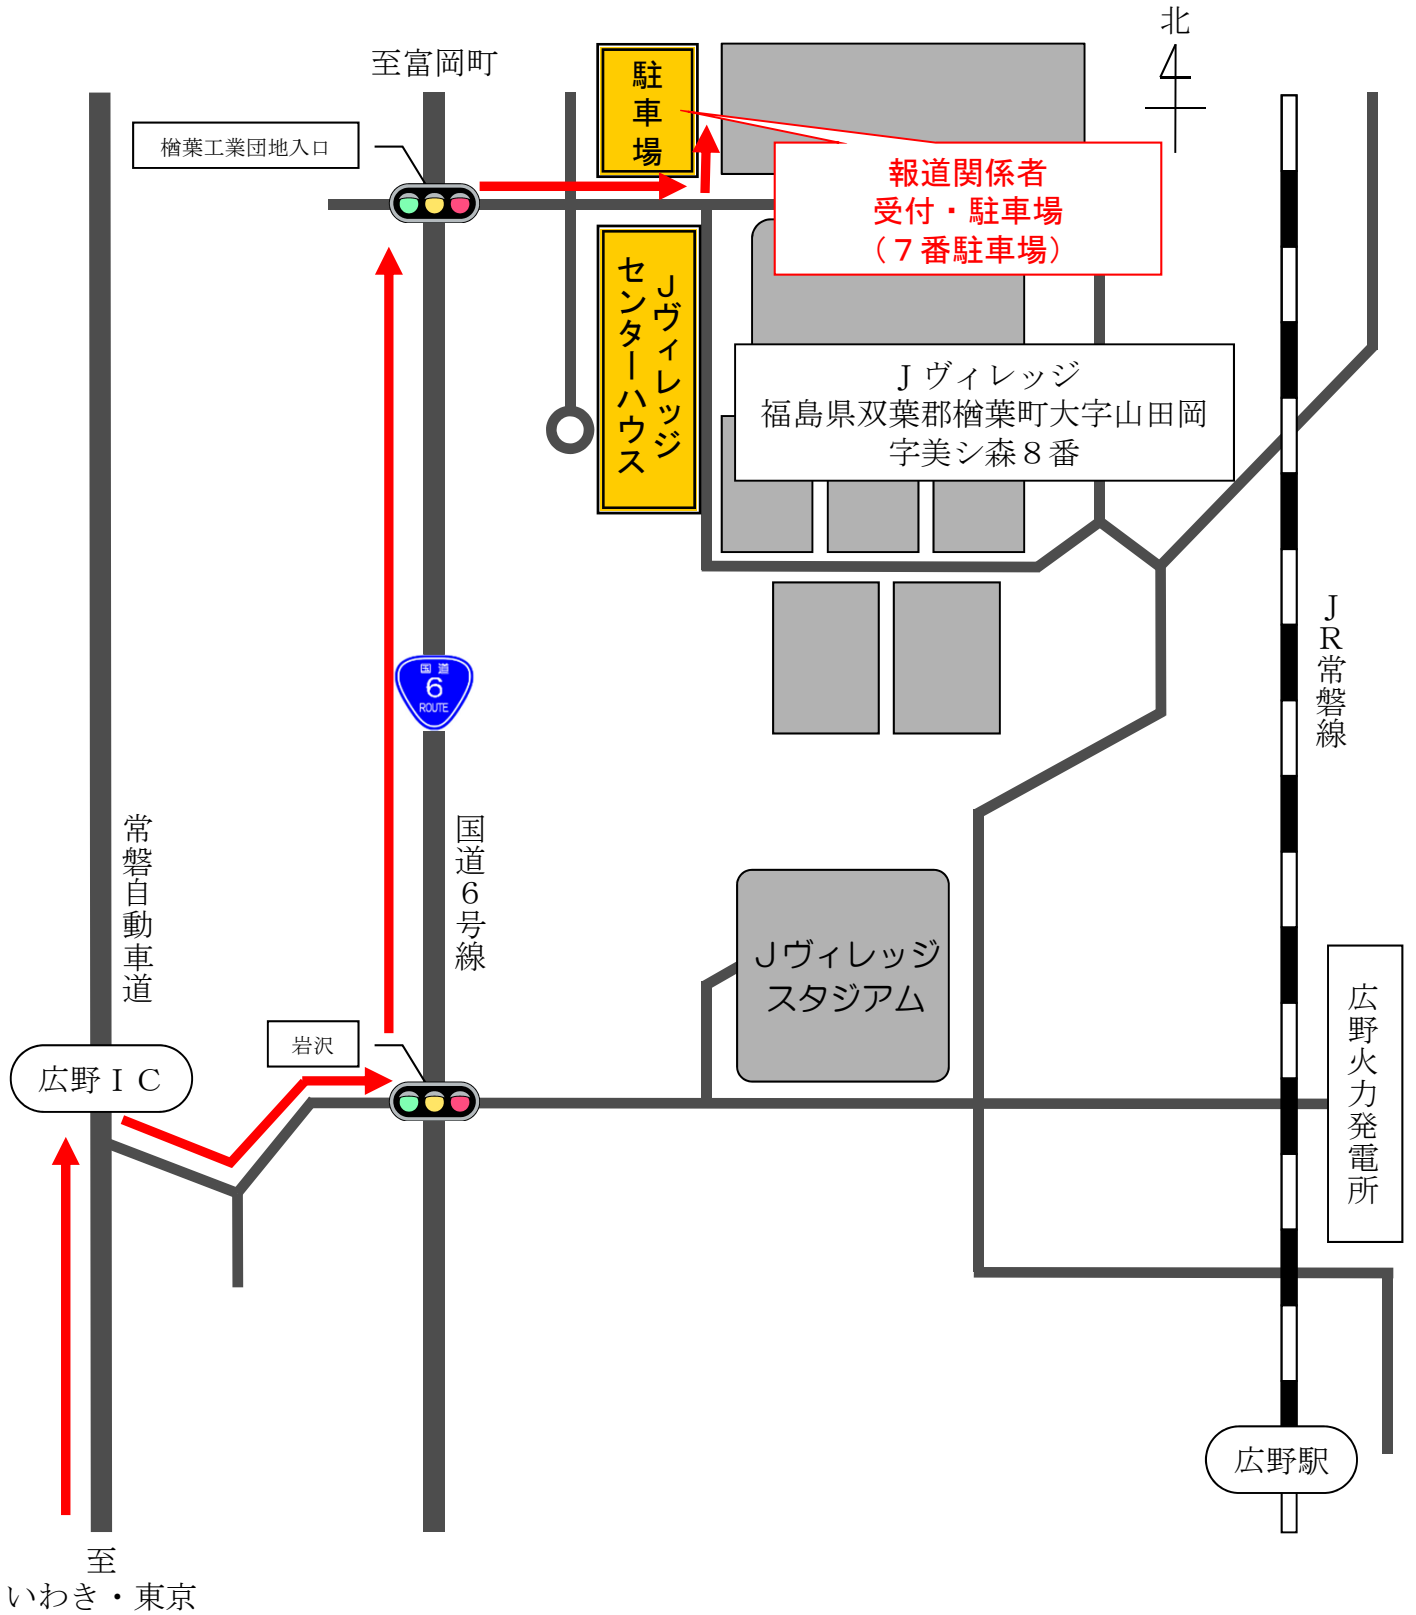 北
至富岡町
駐車場
楢葉工業団地入口
報道関係者
受付・駐車場
（７番駐車場）
Ｊヴィレッジ
センターハウス
Ｊヴィレッジ
福島県双葉郡楢葉町大字山田岡
字美シ森８番
ＪＲ常磐線
国道
6
ROUTE
常磐自動車道
国道６号線
Ｊヴィレッジ
スタジアム
広野火力発電所
岩沢
広野ＩＣ
広野駅
至
いわき・東京